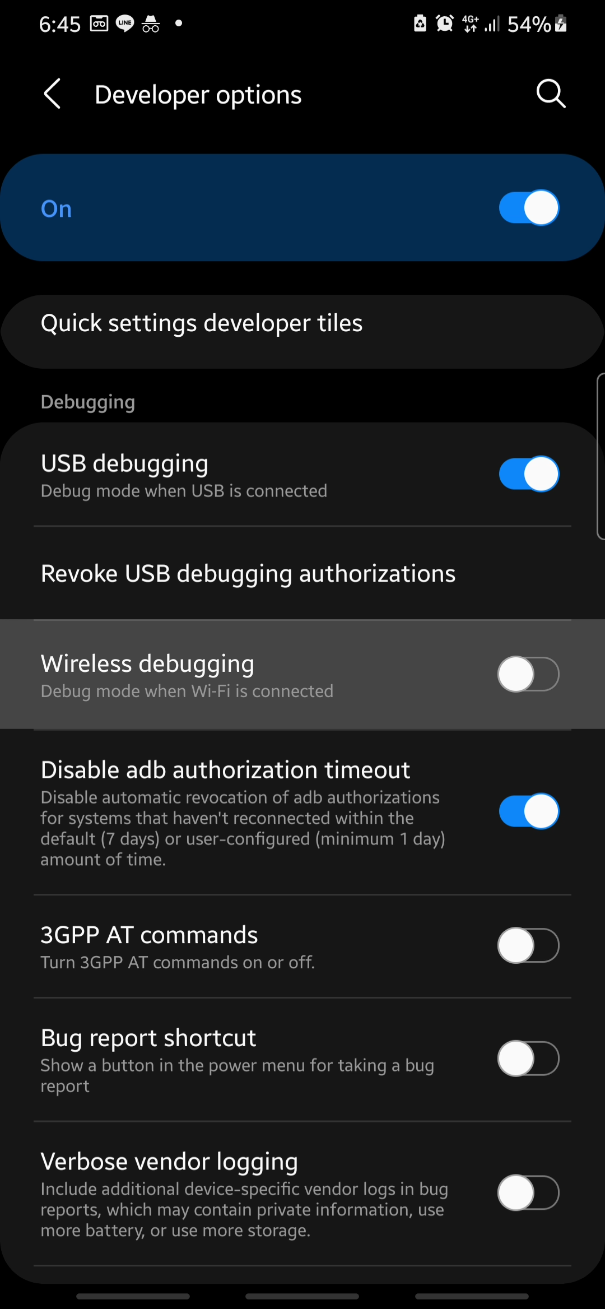 6:45 LINE 4G+ 54%
Developer options
On
Quick settings developer tiles
Debugging
USB debugging
Debug mode when USB is connected
Revoke USB debugging authorizations
Wireless debugging
Debug mode when Wi-Fi is connected
Disable adb authorization timeout
Disable automatic revocation of adb authorizations
for systems that haven't reconnected within the
default (7 days) or user-configured (minimum 1 day)
amount of time.
3GPP AT commands
Turn 3GPP AT commands on or off.
Bug report shortcut
Show a button in the power menu for taking a bug
report
Verbose vendor logging
Include additional device-specific vendor logs in bug
reports, which may contain private information, use
more battery, or use more storage.